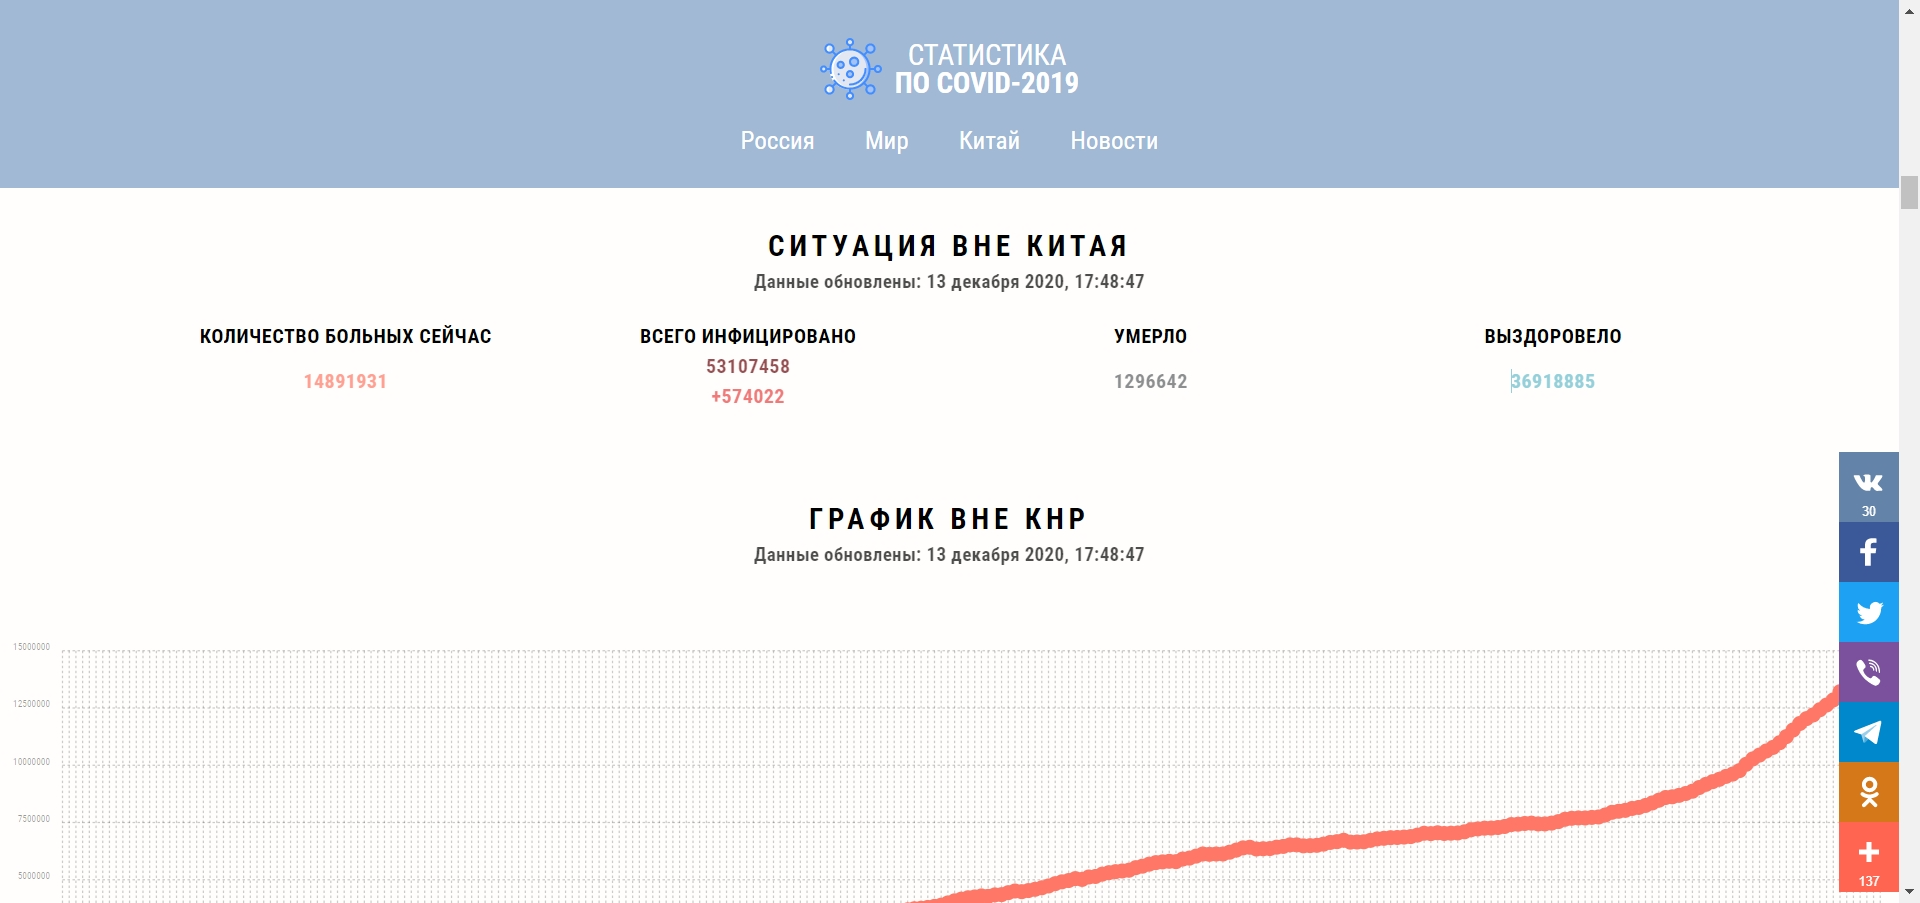 СТАТИСТИКА
ПО COVID-2019
Россия Мир Китай Новости
СИТУАЦИЯ ВНЕ КИТАЯ
Данные обновлены: 13 декабря 2020, 17:48:47
КОЛИЧЕСТВО БОЛЬНЫХ СЕЙЧАС
14891931
ВСЕГО ИНФИЦИРОВАНО
53107458
+574022
УМЕРЛО
1296642
ВЫЗДОРОВЕЛО
36918885
ГРАФИК ВНЕ КНР
Данные обновлены: 13 декабря 2020, 17:48:47
15000000
12500000
10000000
7500000
5000000
30
137